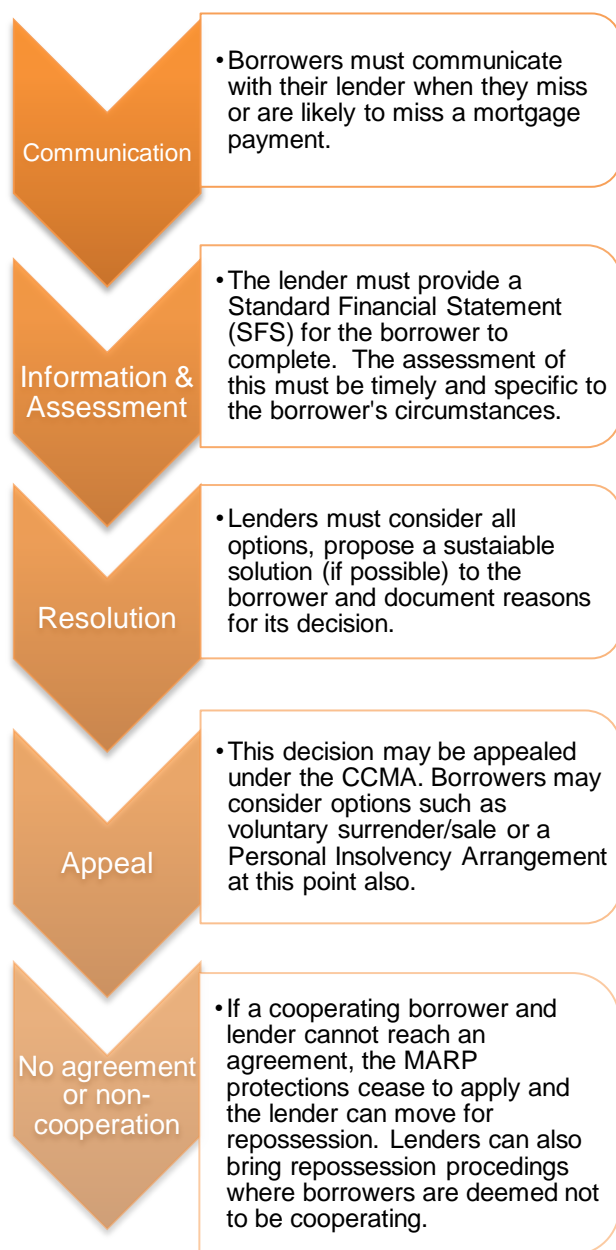 Communication
•Borrowers must communicate
with their lender when they miss
or are likely to miss a mortgage
payment.
Information &
Assessment
•The lender must provide a
Standard Financial Statement
(SFS) for the borrower to
complete.  The assessment of
this must be timely and specific to
the borrower's circumstances.
Resolution
•Lenders must consider all
options, propose a sustaiable
solution (if possible) to the
borrower and document reasons
for its decision.
Appeal
•This decision may be appealed
under the CCMA. Borrowers may
consider options such as
voluntary surrender/sale or a
Personal Insolvency Arrangement
at this point also.
No agreement
or non-
cooperation
•If a cooperating borrower and
lender cannot reach an
agreement, the MARP
protections cease to apply and
the lender can move for
repossession. Lenders can also
bring repossession procedings
where borrowers are deemed not
to be cooperating.